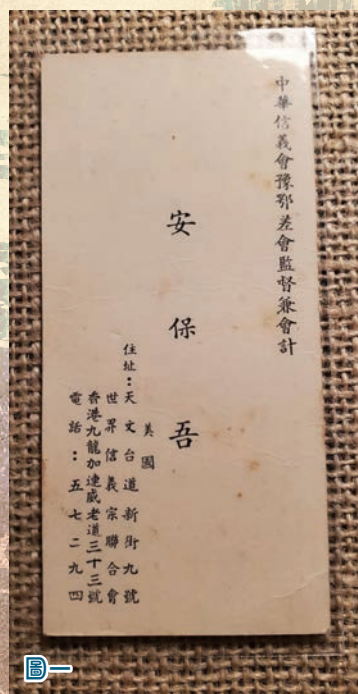 中華信義會豫鄂差會監督兼會計
安保吾
美國
住址：天文台道新街九號
世界信義宗聯合會
香港九龍加連威老道三十三號
電話：五七二九四
圖一